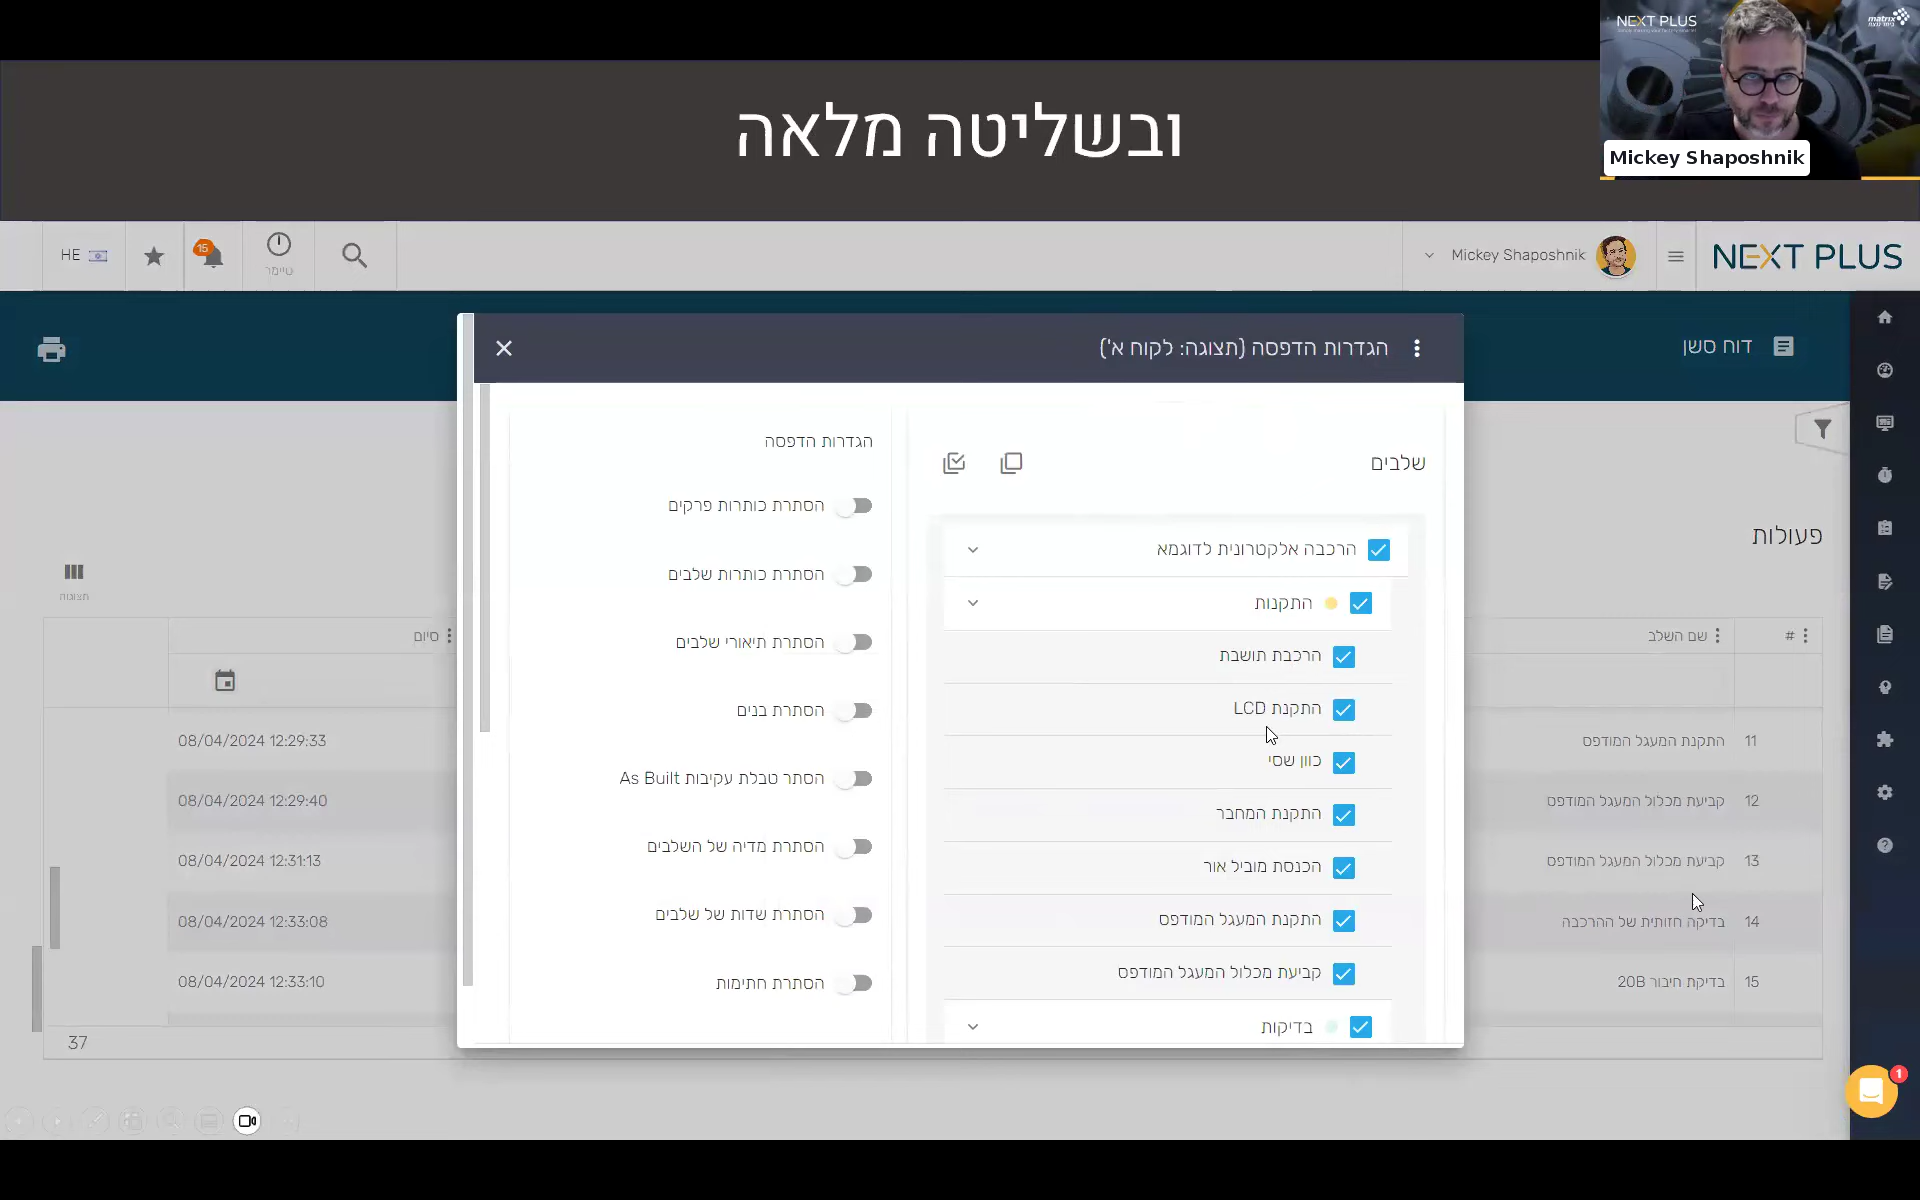 NEXT PLUS
matrix
ובשליטה מלאה
Mickey Shaposhnik
NEXT PLUS
Mickey Shaposhnik
טיימר
15
HE
דוח סשן
הגדרות הדפסה (תצוגה: לקוח א')
שלבים
הרכבה אלקטרונית לדוגמא
התקנות
הרכבת תושבת
התקנת LCD
כוון שסי
התקנת המחבר
הכנסת מוביל אור
התקנת המעגל המודפס
קביעת מכלול המעגל המודפס
בדיקות
הגדרות הדפסה
הסתרת כותרות פרקים
הסתרת כותרות שלבים
הסתרת תיאורי שלבים
הסתרת בנים
הסתר טבלת עקיבות As Built
הסתרת מדיה של השלבים
הסתרת שדות של שלבים
הסתרת חתימות
פעולות
תצוגה
# שם השלב סיום
11 התקנת המעגל המודפס 08/04/2024 12:29:33
12 קביעת מכלול המעגל המודפס 08/04/2024 12:29:40
13 קביעת מכלול המעגל המודפס 08/04/2024 12:31:13
14 בדיקה חזותית של ההרכבה 08/04/2024 12:33:08
15 בדיקת חיבור 20B 08/04/2024 12:33:10
37
1